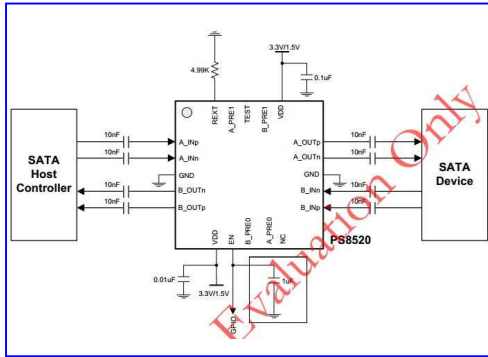 3.3V/1.5V
4.99K
0.1uF
REXT
A_PRE1
TEST
B_PRE1
VDD
SATA
Host
Controller
10nF
10nF
10nF
10nF
A_INp
A_INn
GND
B_OUTn
B_OUTp
A_OUTp
A_OUTn
GND
B_INn
B_INp
10nF
10nF
10nF
10nF
SATA
Device
VDD
EN
B_PRE0
A_PRE0
NC
PS8520
0.01uF
3.3V/1.5V
1uF
GPIO
Evaluation Only